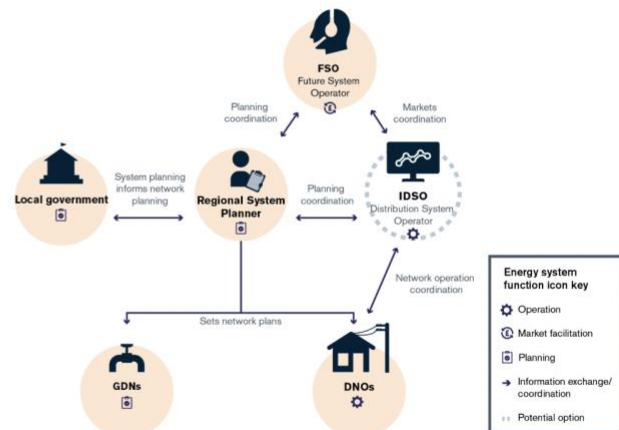 FSO
Future System
Operator
Planning
coordination
Markets
coordination
Local government
System planning
informs network
planning
Regional System
Planner
Planning
coordination
IDSO
Distribution System
Operator
Network operation
coordination
Sets network plans
GDNs
DNOs
Energy system
function icon key
Operation
£ Market facilitation
Planning
Information exchange/
coordination
Potential option